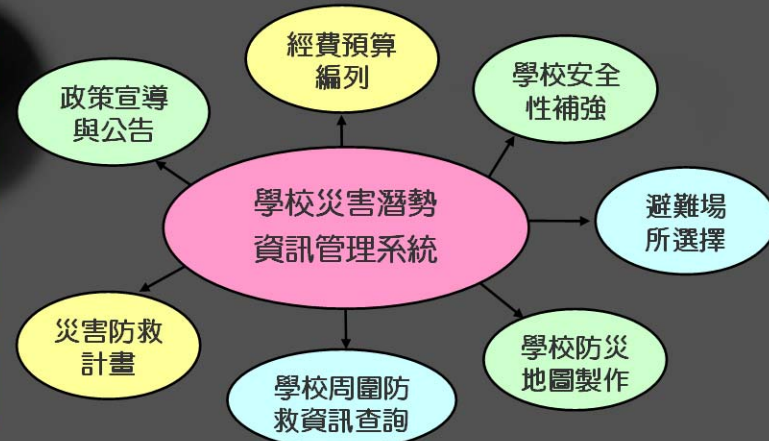 經費預算
編列
政策宣導
與公告
學校安全
性補強
學校災害潛勢
資訊管理系統
避難場
所選擇
災害防救
計畫
學校防災
地圖製作
學校周圍防
救資訊查詢